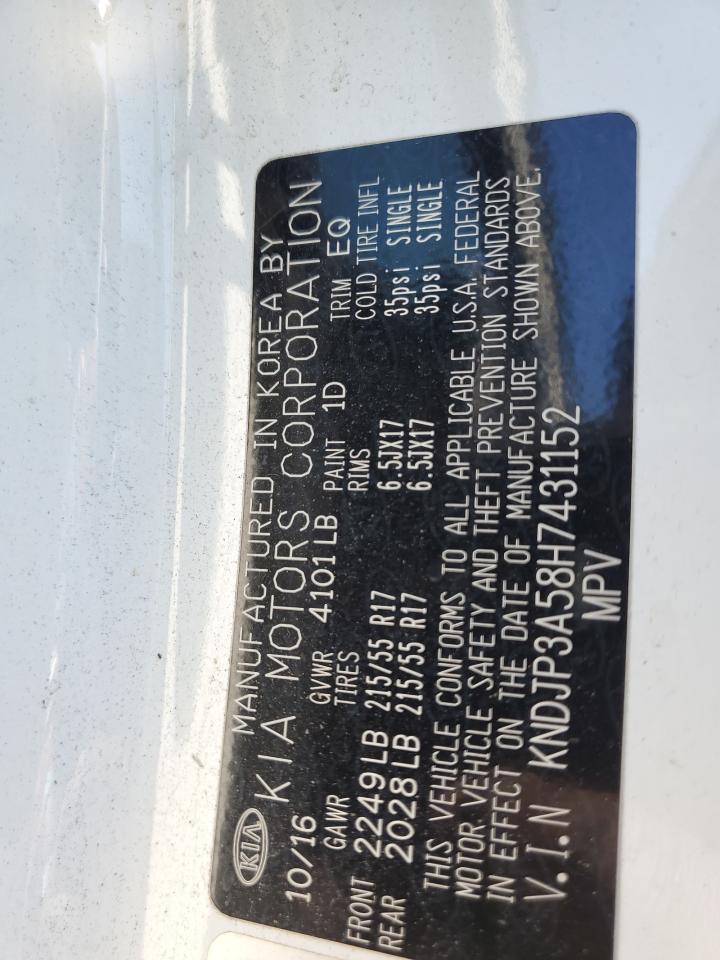 KIA MANUFACTURED IN KOREA BY
KIA MOTORS CORPORATION
10/16 GVWR 4101LB PAINT 1D TRIM EQ
GAWR TIRES RIMS COLD TIRE INFL
FRONT 2249LB 215/55 R17 6.5JX17 35psi SINGLE
REAR 2028LB 215/55 R17 6.5JX17 35psi SINGLE
THIS VEHICLE CONFORMS TO ALL APPLICABLE U.S.A. FEDERAL
MOTOR VEHICLE SAFETY AND THEFT PREVENTION STANDARDS
IN EFFECT ON THE DATE OF MANUFACTURE SHOWN ABOVE.
V.I.N KNDJP3A58H7431152
MPV